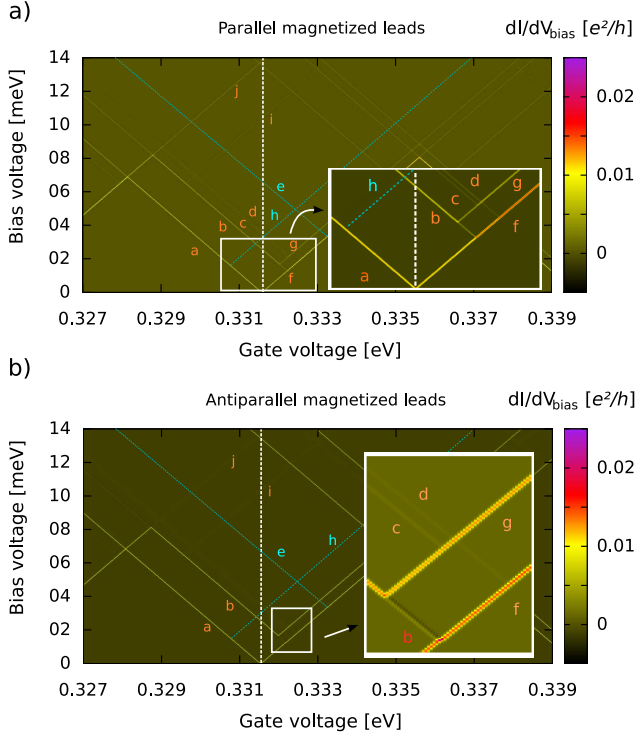 a)
Parallel magnetized leads
dI/dV_bias [e²/h]
14
12
10
08
06
04
02
0
Bias voltage [meV]
j
i
e
h
d
c
b
a
g
f
h
d
c
g
b
f
a
0.02
0.01
0
0.327 0.329 0.331 0.333 0.335 0.337 0.339
Gate voltage [eV]
b)
Antiparallel magnetized leads
dI/dV_bias [e²/h]
14
12
10
08
06
04
02
0
Bias voltage [meV]
j
i
e
h
b
a
d
c
g
f
b
0.02
0.01
0
0.327 0.329 0.331 0.333 0.335 0.337 0.339
Gate voltage [eV]